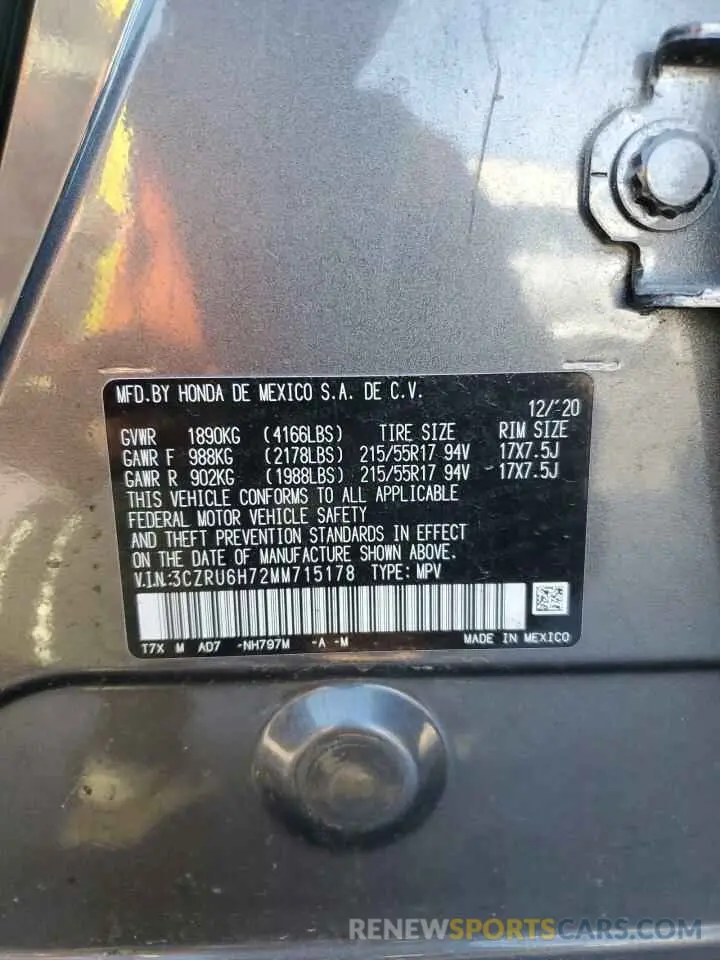 MFD.BY HONDA DE MEXICO S.A. DE C.V.
12/'20
GVWR 1890KG (4166LBS) TIRE SIZE RIM SIZE
GAWR F 988KG (2178LBS) 215/55R17 94V 17X7.5J
GAWR R 902KG (1988LBS) 215/55R17 94V 17X7.5J
THIS VEHICLE CONFORMS TO ALL APPLICABLE
FEDERAL MOTOR VEHICLE SAFETY
AND THEFT PREVENTION STANDARDS IN EFFECT
ON THE DATE OF MANUFACTURE SHOWN ABOVE.
V.I.N.:3CZRU6H72MM715178 TYPE: MPV
T7X M AD7 -NH797M -A -M MADE IN MEXICO
RENEWSPORTSCARS.COM